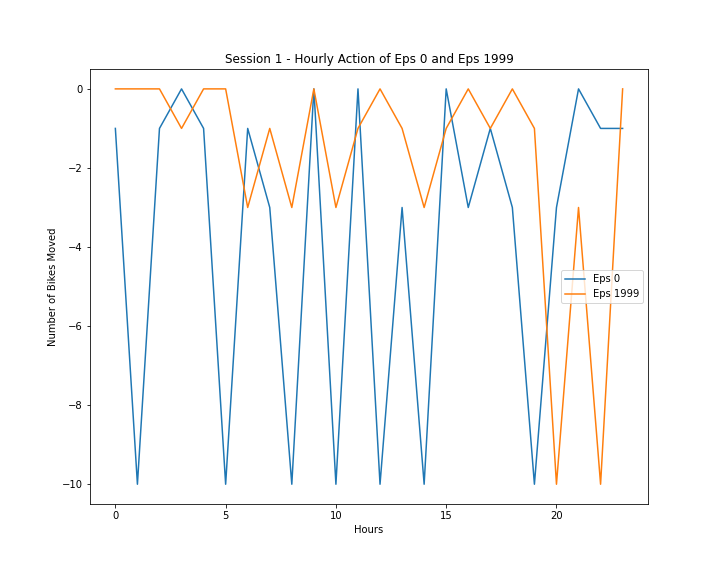 Session 1 - Hourly Action of Eps 0 and Eps 1999
Number of Bikes Moved
0
−2
−4
−6
−8
−10
Eps 0
Eps 1999
0 5 10 15 20
Hours